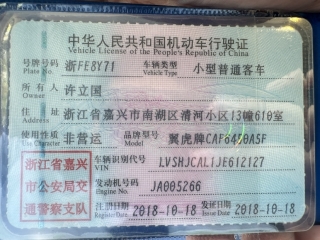 中华人民共和国机动车行驶证
Vehicle License of the People's Republic of China
号牌号码 浙FE8Y71 车辆类型 小型普通客车
Plate No. Vehicle Type
所有人 许立国
Owner
住址 浙江省嘉兴市南湖区清河小区13幢610室
Address
使用性质 非营运 品牌型号 翼虎牌CAF6450A5F
Use Character Model
浙江省嘉兴市公安局交通警察支队
车辆识别代号 LVSHJCAL1JE612127
VIN
发动机号码 JA005266
Engine No.
注册日期 2018-10-18 发证日期 2018-10-18
Register Date Issue Date